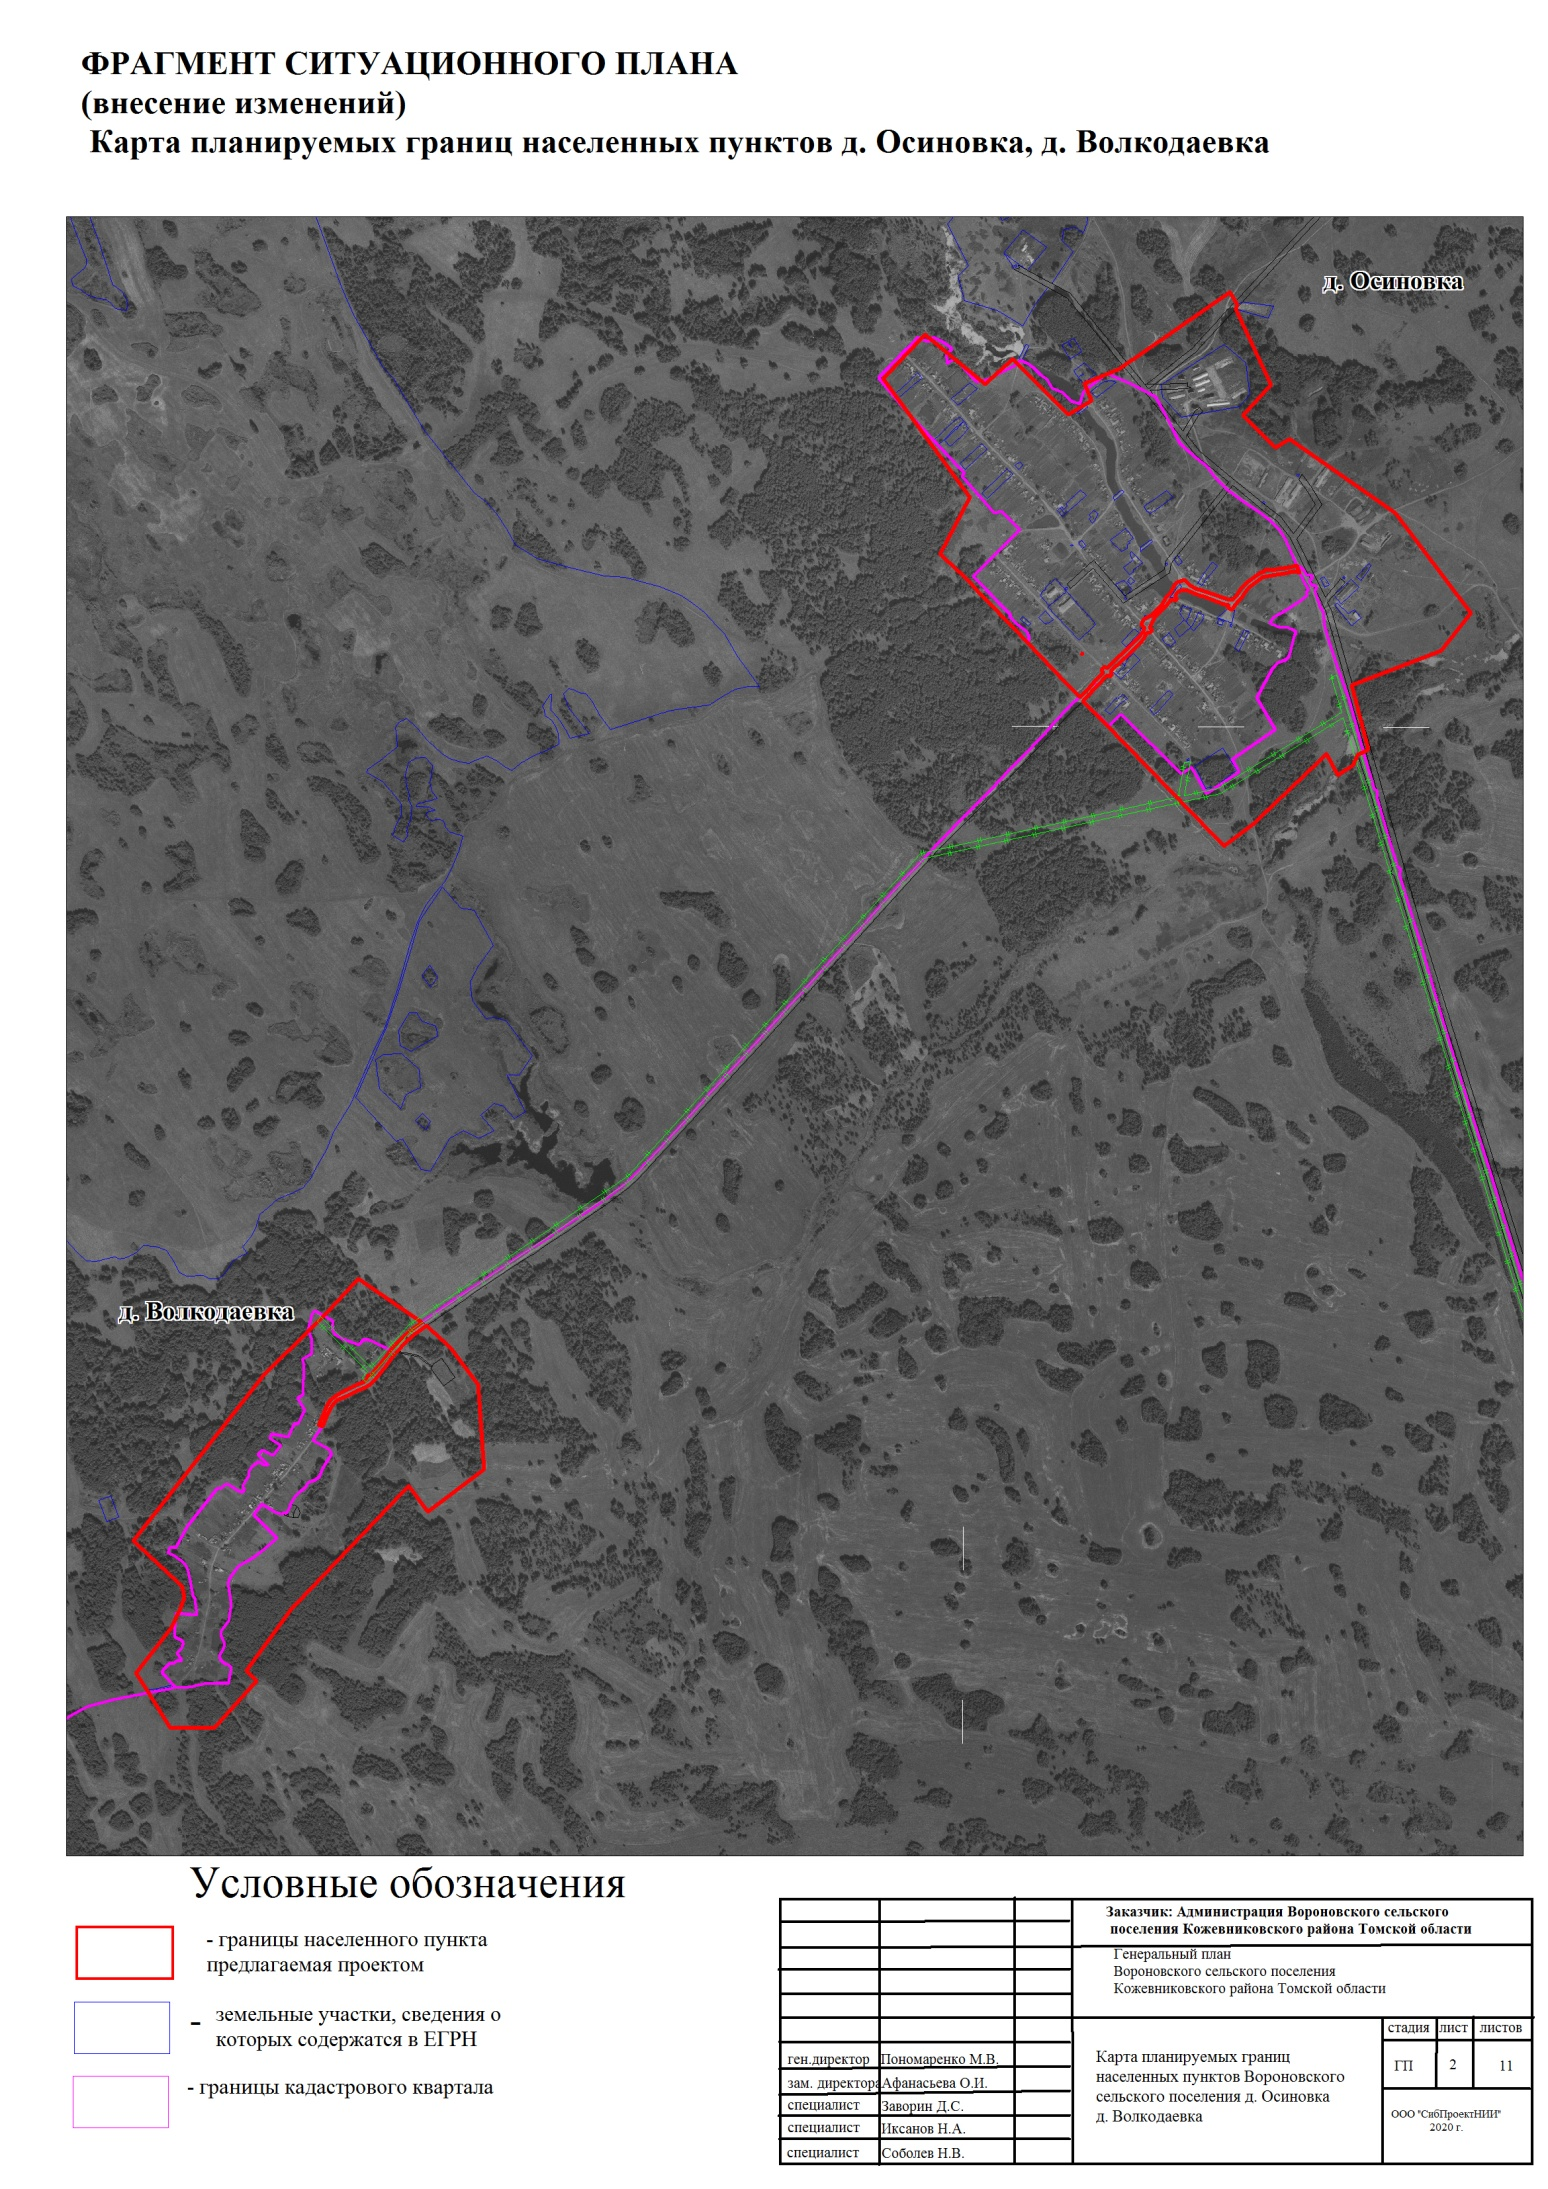 ФРАГМЕНТ СИТУАЦИОННОГО ПЛАНА
(внесение изменений)
Карта планируемых границ населенных пунктов д. Осиновка, д. Волкодаевка
д. Осиновка
д. Волкодаевка
Условные обозначения
- границы населенного пункта
предлагаемая проектом
- земельные участки, сведения о
которых содержатся в ЕГРН
- границы кадастрового квартала
Заказчик: Администрация Вороновского сельского
поселения Кожевниковского района Томской области
Генеральный план
Вороновского сельского поселения
Кожевниковского района Томской области
стадия лист листов
ГП 2 11
ген.директор Пономаренко М.В.
зам. директора Афанасьева О.И.
специалист Заворин Д.С.
специалист Иксанов Н.А.
специалист Соболев Н.В.
Карта планируемых границ
населенных пунктов Вороновского
сельского поселения д. Осиновка
д. Волкодаевка
ООО "СибПроектНИИ"
2020 г.